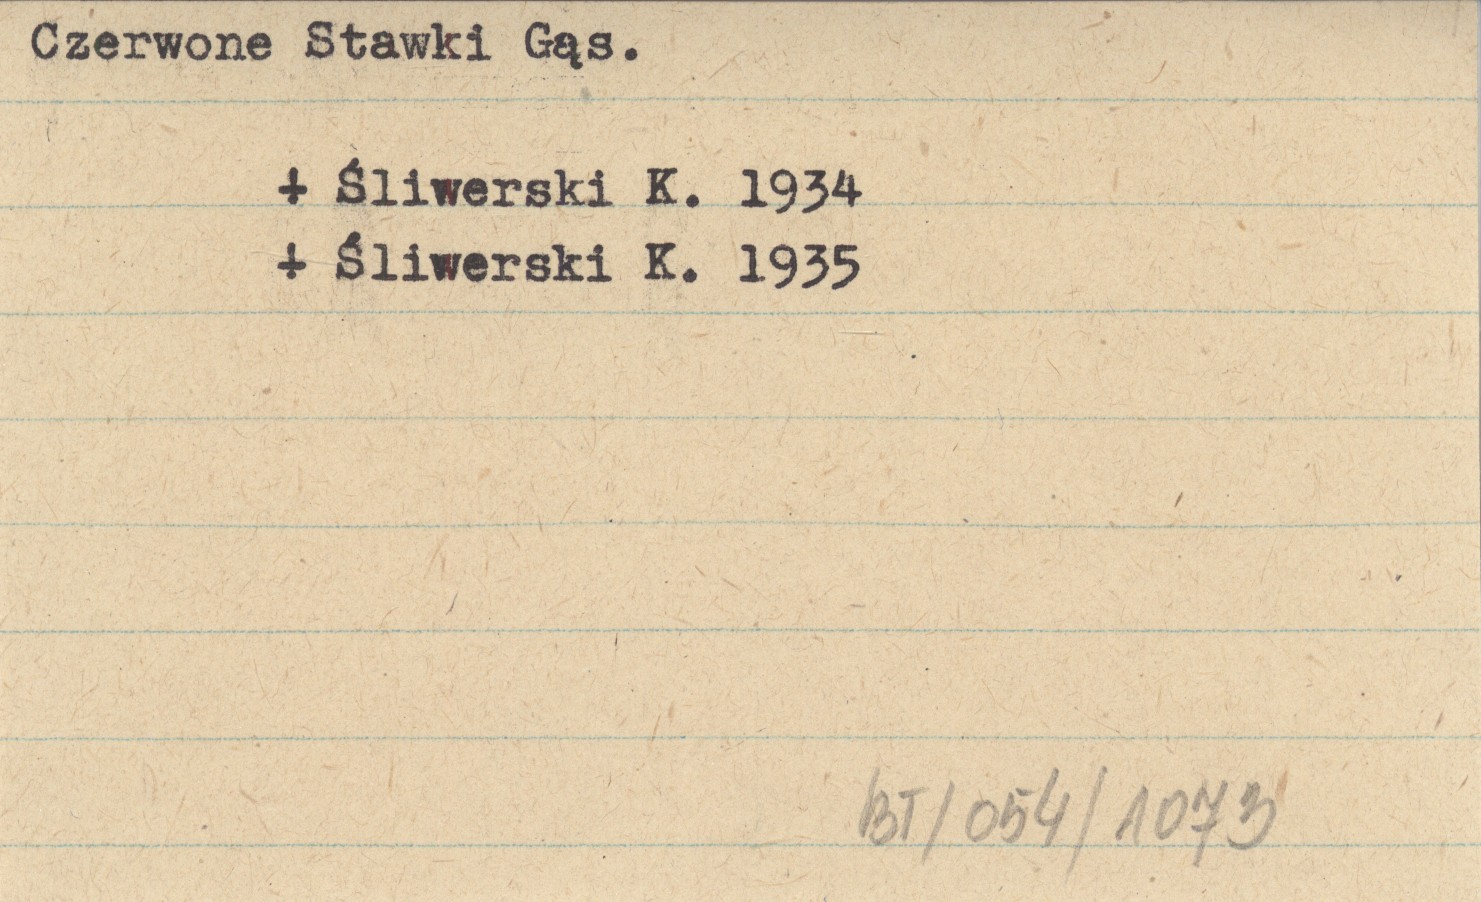 Czerwone Stawki Gąs.
+ Śliwerski K. 1934
+ Śliwerski K. 1935
BT/054/1073